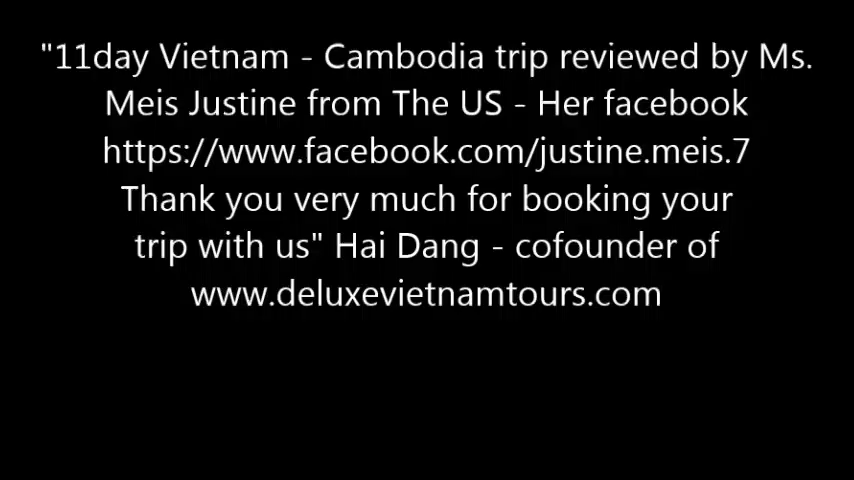 "11day Vietnam - Cambodia trip reviewed by Ms.
Meis Justine from The US - Her facebook
https://www.facebook.com/justine.meis.7
Thank you very much for booking your
trip with us" Hai Dang - cofounder of
www.deluxevietnamtours.com